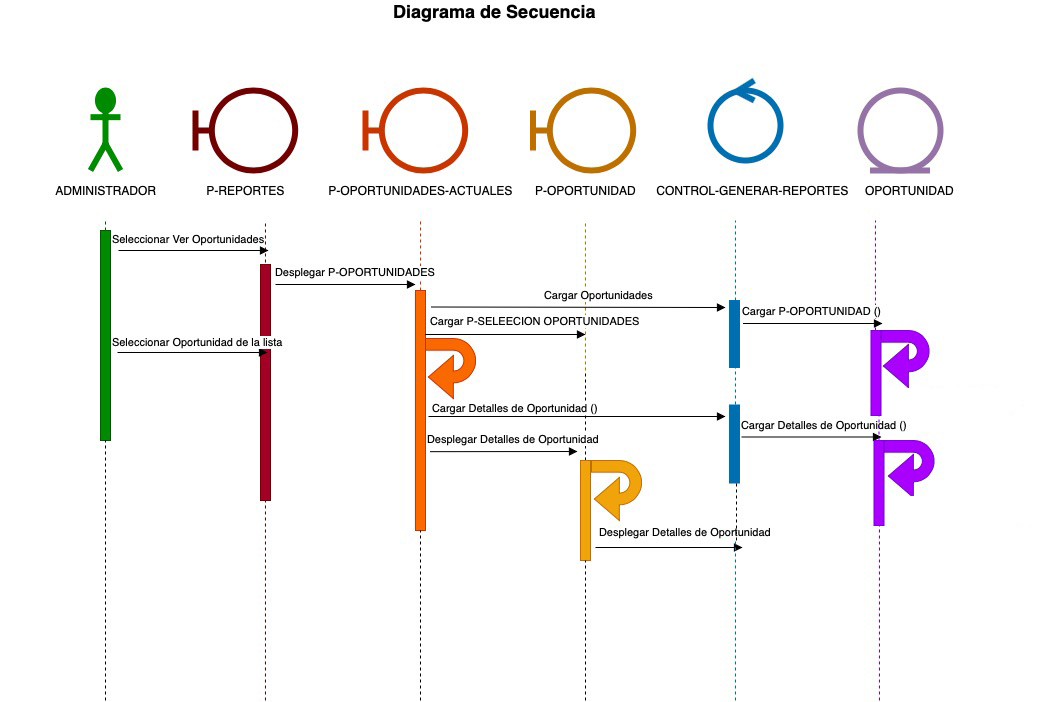 Diagrama de Secuencia
ADMINISTRADOR
P-REPORTES
P-OPORTUNIDADES-ACTUALES
P-OPORTUNIDAD
CONTROL-GENERAR-REPORTES
OPORTUNIDAD
Seleccionar Ver Oportunidades
Desplegar P-OPORTUNIDADES
Cargar Oportunidades
Cargar P-OPORTUNIDAD ()
Cargar P-SELEECION OPORTUNIDADES
Seleccionar Oportunidad de la lista
Cargar Detalles de Oportunidad ()
Cargar Detalles de Oportunidad ()
Desplegar Detalles de Oportunidad
Desplegar Detalles de Oportunidad